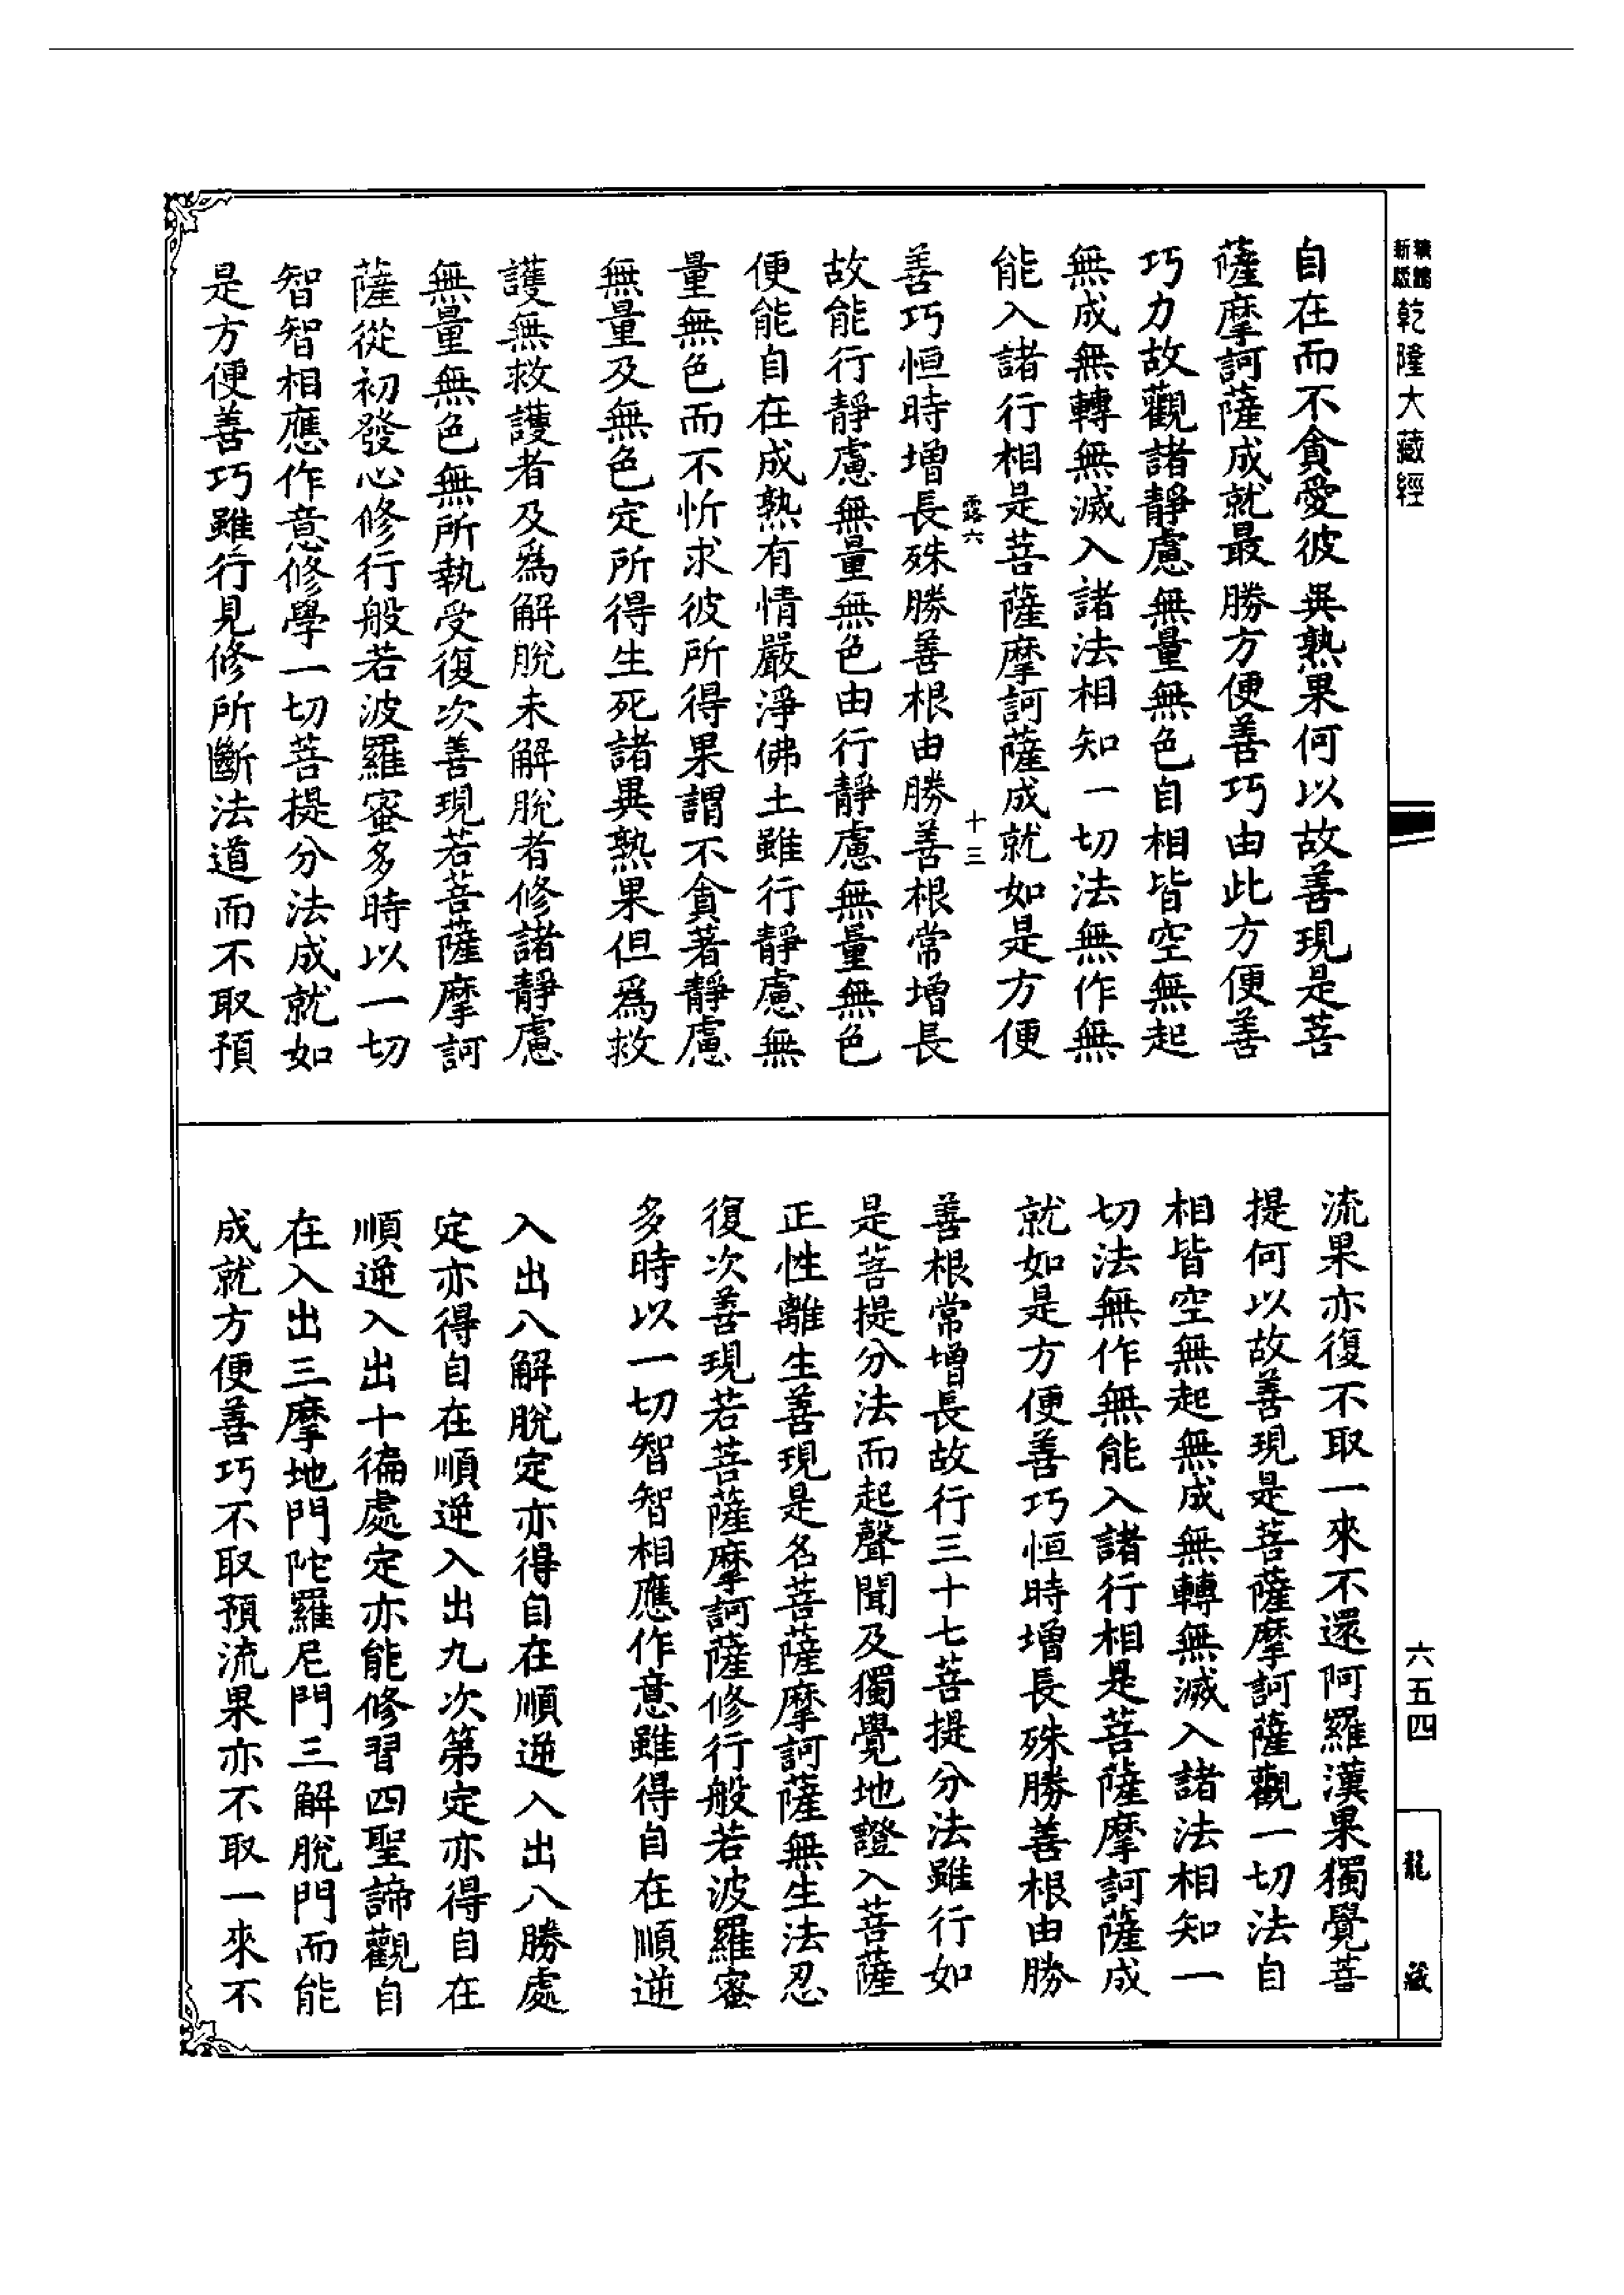 新版
乾隆大藏經
自在而不貪愛彼異熟果何以故善現是菩
薩摩訶薩成就最勝方便善巧由此方便善
巧力故觀諸靜慮無量無色自相皆空無起
無成無轉無滅入諸法相知一切法無作無
能入諸行相是菩薩摩訶薩成就如是方便
露六 十三
善巧恒時增長殊勝善根由勝善根常增長
故能行靜慮無量無色由行靜慮無量無色
便能自在成熟有情嚴淨佛土雖行靜慮無
量無色而不忻求彼所得果謂不貪著靜慮
無量及無色定所得生死諸異熟果但爲救
護無救護者及爲解脫未解脫者修諸靜慮
無量無色無所執受復次善現若菩薩摩訶
薩從初發心修行般若波羅蜜多時以一切
智智相應作意修學一切菩提分法成就如
是方便善巧雖行見修所斷法道而不取預
流果亦復不取一來不還阿羅漢果獨覺菩
提何以故善現是菩薩摩訶薩觀一切法自
相皆空無起無成無轉無滅入諸法相知一
切法無作無能入諸行相是菩薩摩訶薩成
就如是方便善巧恒時增長殊勝善根由勝
善根常增長故行三十七菩提分法雖行如
是菩提分法而起聲聞及獨覺地證入菩薩
正性離生善現是名菩薩摩訶薩無生法忍
復次善現若菩薩摩訶薩修行般若波羅蜜
多時以一切智智相應作意雖得自在順逆
入出八解脫定亦得自在順逆入出八勝處
定亦得自在順逆入出九次第定亦得自在
順逆入出十徧處定亦能修習四聖諦觀自
在入出三摩地門陀羅尼門三解脫門而能
成就方便善巧不取預流果亦不取一來不
六五四
龍藏